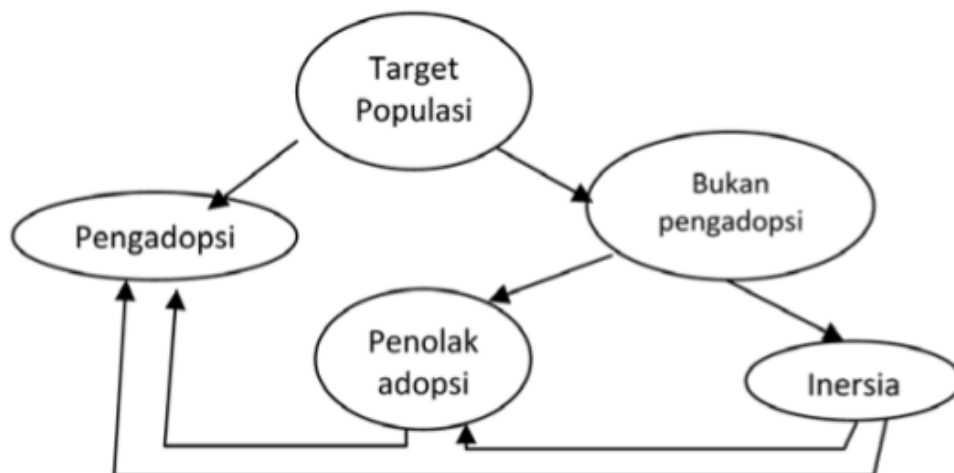 Target
Populasi
Bukan
pengadopsi
Pengadopsi
Penolak
adopsi
Inersia